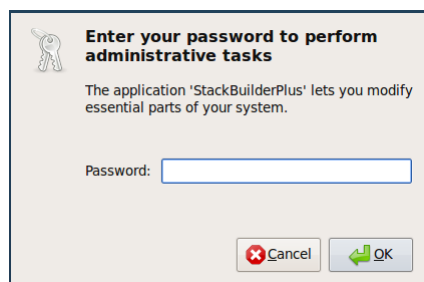 Enter your password to perform
administrative tasks
The application 'StackBuilderPlus' lets you modify
essential parts of your system.
Password:
Cancel OK